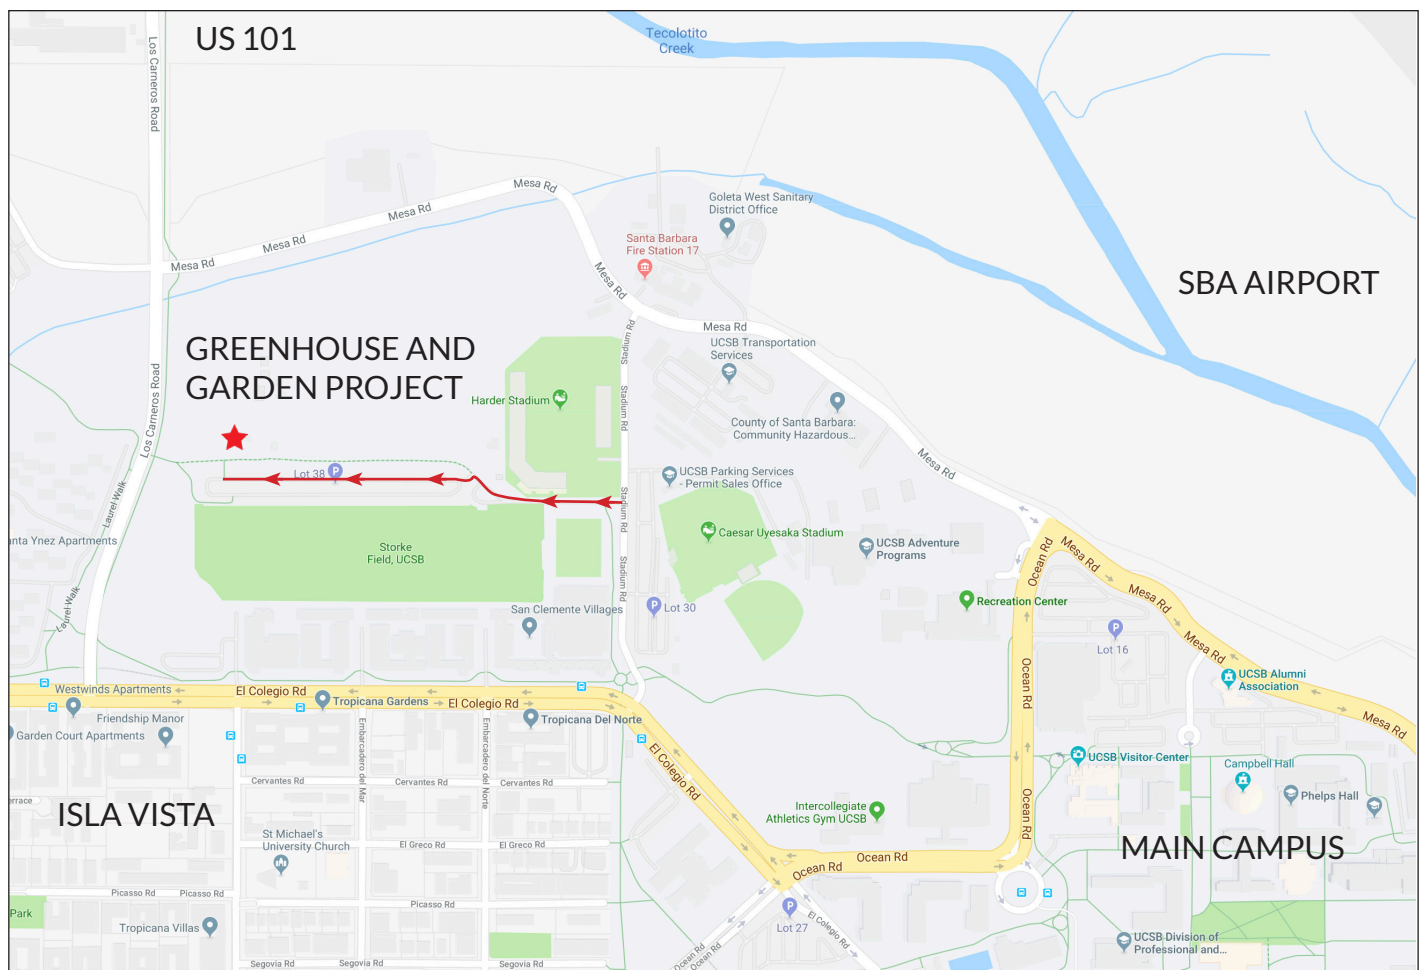 US 101
Tecolotito
Creek
Los Carneros Road
Mesa Rd
Mesa Rd
Mesa Rd
Mesa Rd
Goleta West Sanitary
District Office
Santa Barbara
Fire Station 17
Mesa Rd
SBA AIRPORT
Mesa Rd
UCSB Transportation
Services
Stadium Rd
GREENHOUSE AND
GARDEN PROJECT
Los Carneros Road
Harder Stadium
Stadium Rd
County of Santa Barbara:
Community Hazardous...
Mesa Rd
Lot 38
P
UCSB Parking Services
- Permit Sales Office
Laurel Walk
Stadium Rd
Caesar Uyesaka Stadium
anta Ynez Apartments
Storke
Field, UCSB
UCSB Adventure
Programs
Ocean Rd
Mesa Rd
Mesa Rd
Stadium Rd
Laurel Walk
San Clemente Villages
P
Lot 30
Recreation Center
P
Lot 16
Mesa Rd
UCSB Alumni
Association
Ocean Rd
Westwinds Apartments
El Colegio Rd
Tropicana Gardens
El Colegio Rd
Friendship Manor
Tropicana Del Norte
Mesa Rd
Garden Court Apartments
Embarcadero del Mar
Embarcadero del Norte
El Colegio Rd
UCSB Visitor Center
Campbell Hall
Cervantes Rd
Cervantes Rd
Cervantes Rd
Phelps Hall
errace
ISLA VISTA
Intercollegiate
Athletics Gym UCSB
Ocean Rd
St Michael's
University Church
El Greco Rd
El Greco Rd
MAIN CAMPUS
Ocean Rd
Ocean Rd
Picasso Rd
Picasso Rd
Picasso Rd
Park
Tropicana Villas
P
Lot 27
El Colegio Rd
UCSB Division of
Professional and...
Ocean Rd
Ocean Rd
Segovia Rd
Segovia Rd
Segovia Rd